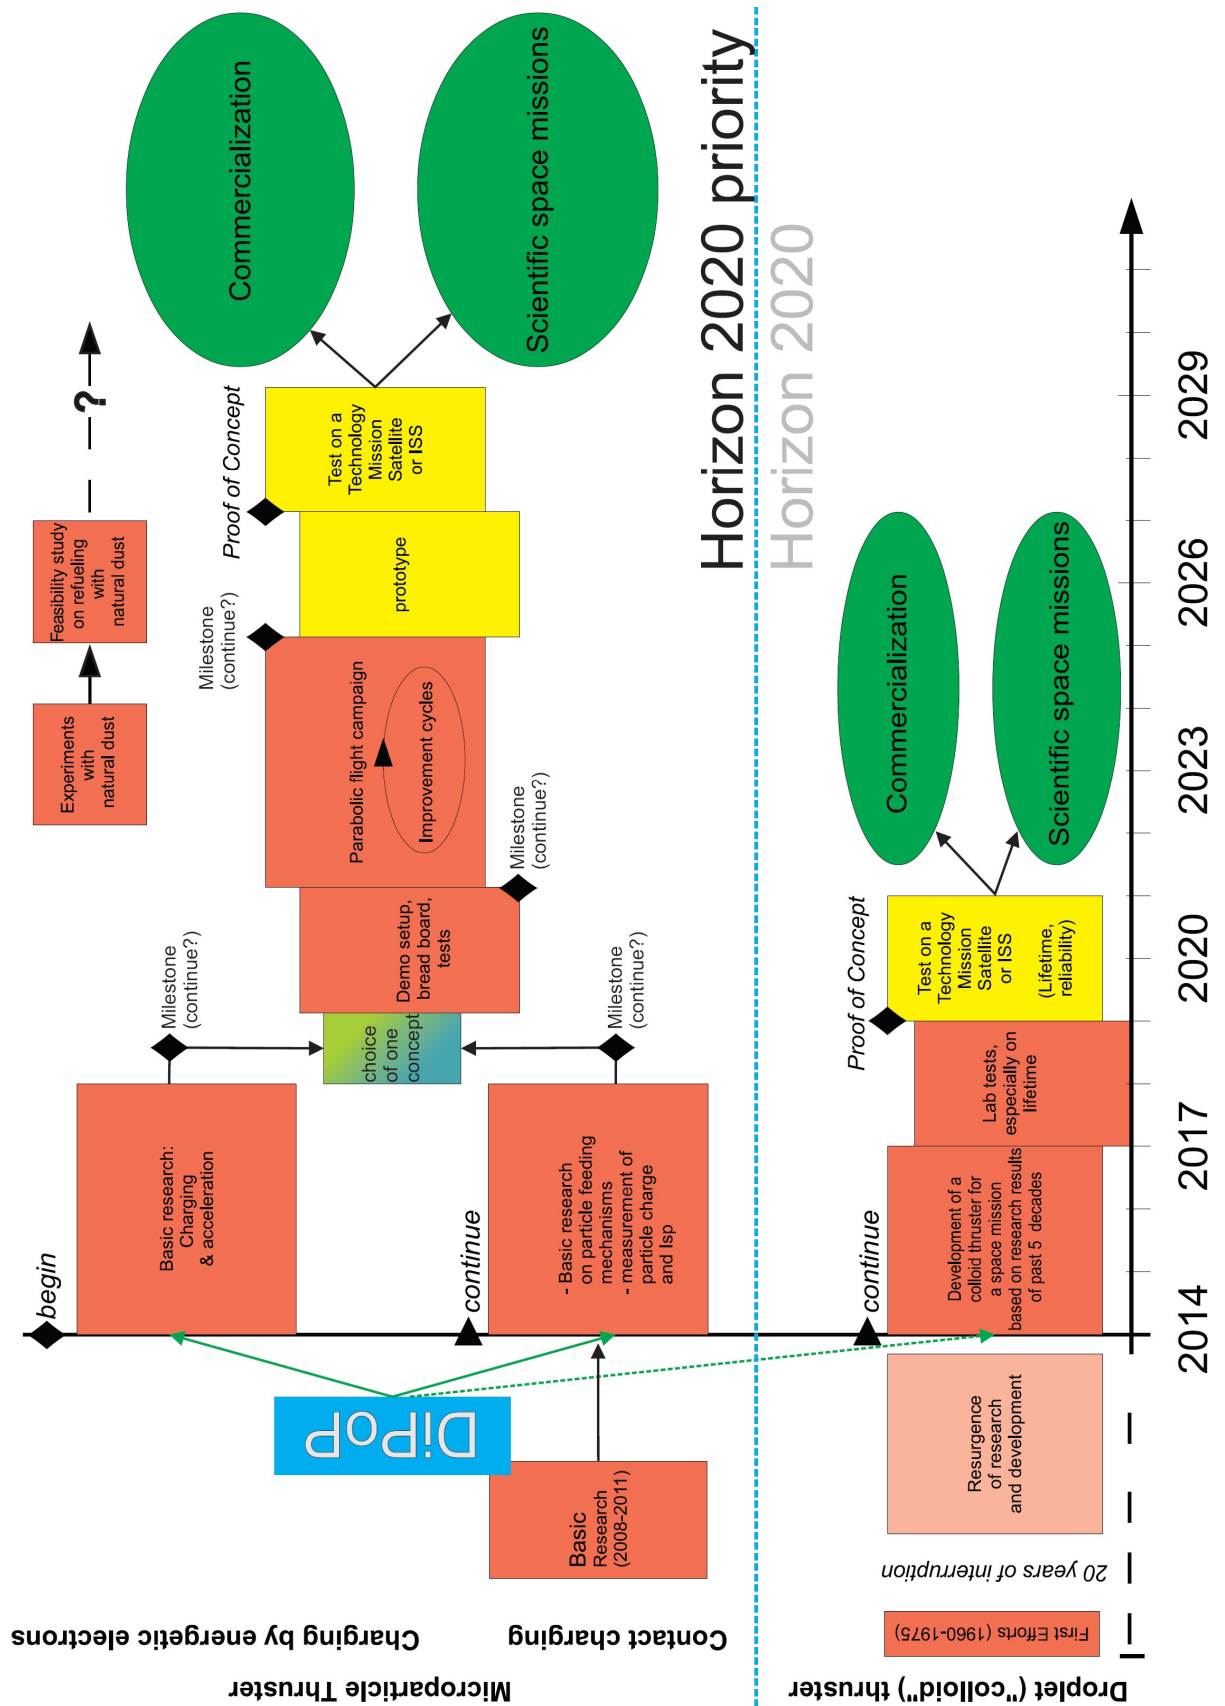 Microparticle Thruster
Charging by energetic electrons
Contact charging
Droplet ("colloid") thruster
begin
Basic research:
Charging
& acceleration
Milestone
(continue?)
DiPoP
Basic
Research
(2008-2011)
continue
- Basic research
on particle feeding
mechanisms
- measurement of
particle charge
and Isp
Milestone
(continue?)
choice
of one
concept
Demo setup,
bread board,
tests
Milestone
(continue?)
Parabolic flight campaign
Improvement cycles
Milestone
(continue?)
prototype
Proof of Concept
Test on a
Technology
Mission
Satellite
or ISS
Commercialization
Scientific space missions
Experiments
with
natural dust
Feasibility study
on refueling
with
natural dust
?
Horizon 2020 priority
Horizon 2020
First Efforts (1960-1975)
20 years of interruption
Resurgence
of research
and development
continue
Development of a
colloid thruster for
a space mission
based on research results
of past 5 decades
Lab tests,
especially on
lifetime
Proof of Concept
Test on a
Technology
Mission
Satellite
or ISS
(Lifetime,
reliability)
Commercialization
Scientific space missions
2014
2017
2020
2023
2026
2029